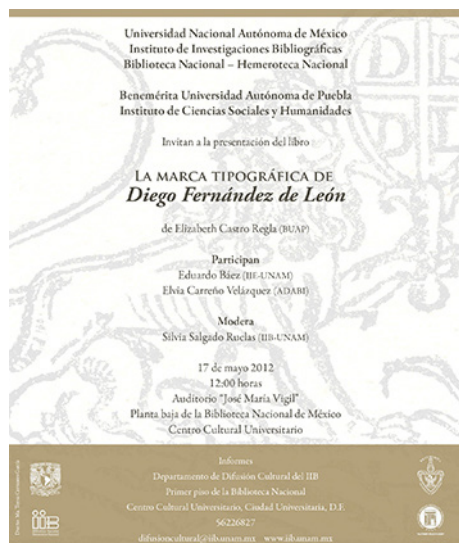 Universidad Nacional Autónoma de México
Instituto de Investigaciones Bibliográficas
Biblioteca Nacional – Hemeroteca Nacional
Benemérita Universidad Autónoma de Puebla
Instituto de Ciencias Sociales y Humanidades
Invitan a la presentación del libro
LA MARCA TIPOGRÁFICA DE
Diego Fernández de León
de Elizabeth Castro Regla (BUAP)
Participan
Eduardo Báez (IIE-UNAM)
Elvia Carreño Velázquez (ADABI)
Modera
Silvia Salgado Ruelas (IIB-UNAM)
17 de mayo 2012
12:00 horas
Auditorio "José María Vigil"
Planta baja de la Biblioteca Nacional de México
Centro Cultural Universitario
Informes
Departamento de Difusión Cultural del IIB
Primer piso de la Biblioteca Nacional
Centro Cultural Universitario, Ciudad Universitaria, D.F.
56226827
difusioncultural@iib.unam.mx www.iib.unam.mx